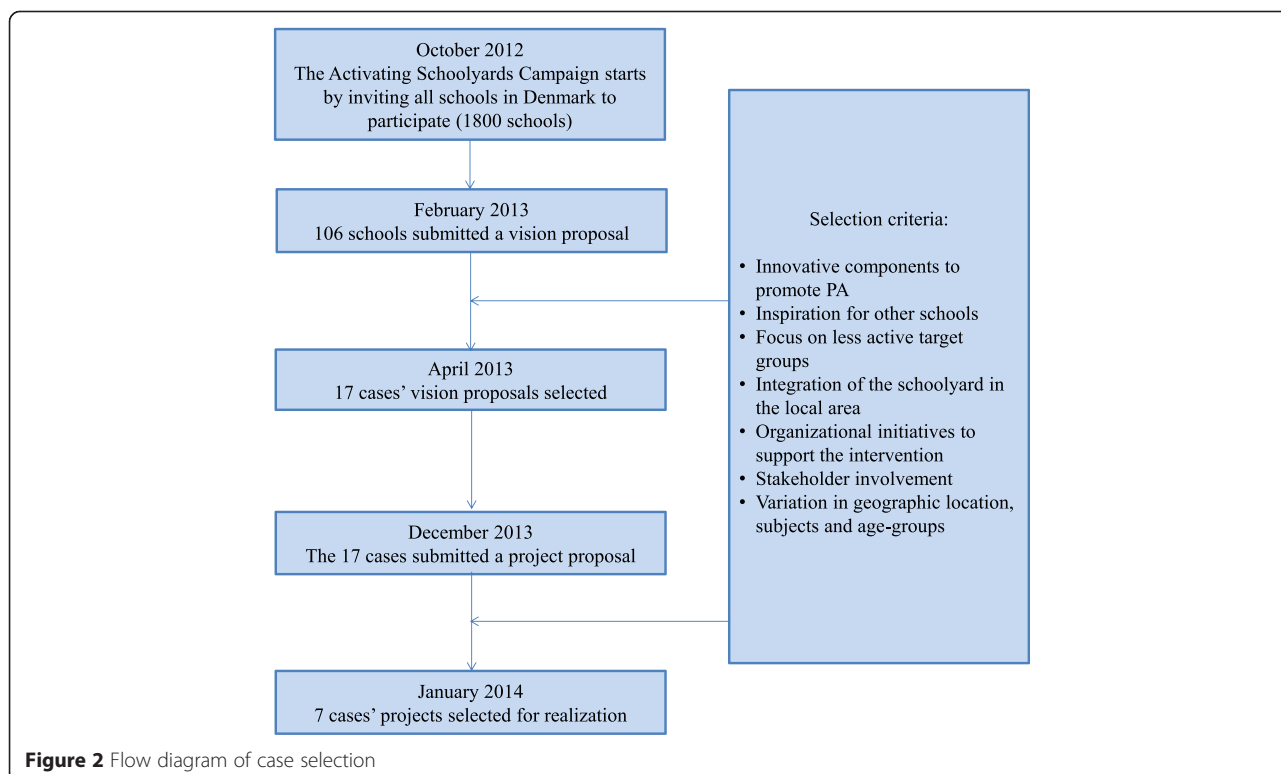 October 2012
The Activating Schoolyards Campaign starts
by inviting all schools in Denmark to
participate (1800 schools)
February 2013
106 schools submitted a vision proposal
April 2013
17 cases’ vision proposals selected
December 2013
The 17 cases submitted a project proposal
January 2014
7 cases’ projects selected for realization
Selection criteria:
• Innovative components to
promote PA
• Inspiration for other schools
• Focus on less active target
groups
• Integration of the schoolyard in
the local area
• Organizational initiatives to
support the intervention
• Stakeholder involvement
• Variation in geographic location,
subjects and age-groups
Figure 2 Flow diagram of case selection